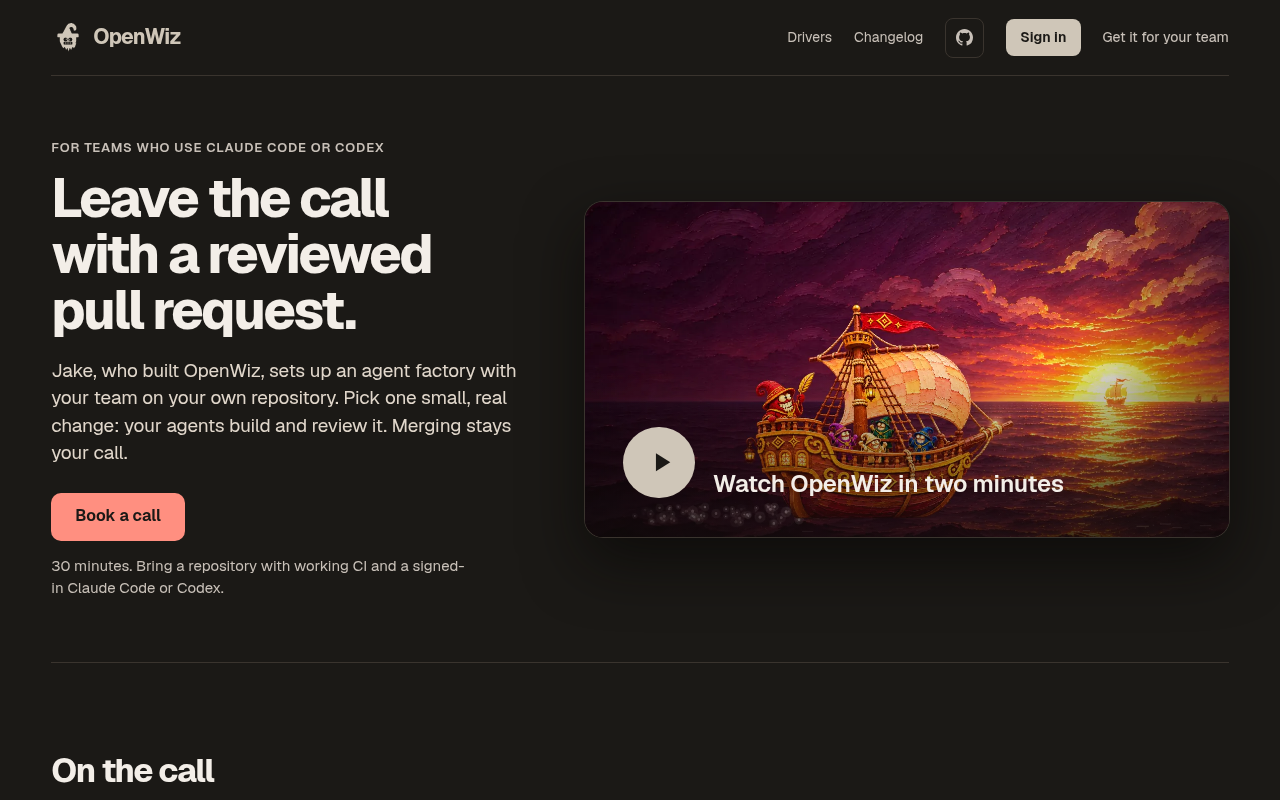 OpenWiz
Drivers
Changelog
Sign in
Get it for your team
FOR TEAMS WHO USE CLAUDE CODE OR CODEX
Leave the call
with a reviewed
pull request.
Jake, who built OpenWiz, sets up an agent factory with
your team on your own repository. Pick one small, real
change: your agents build and review it. Merging stays
your call.
Book a call
30 minutes. Bring a repository with working CI and a signed-
in Claude Code or Codex.
Watch OpenWiz in two minutes
On the call